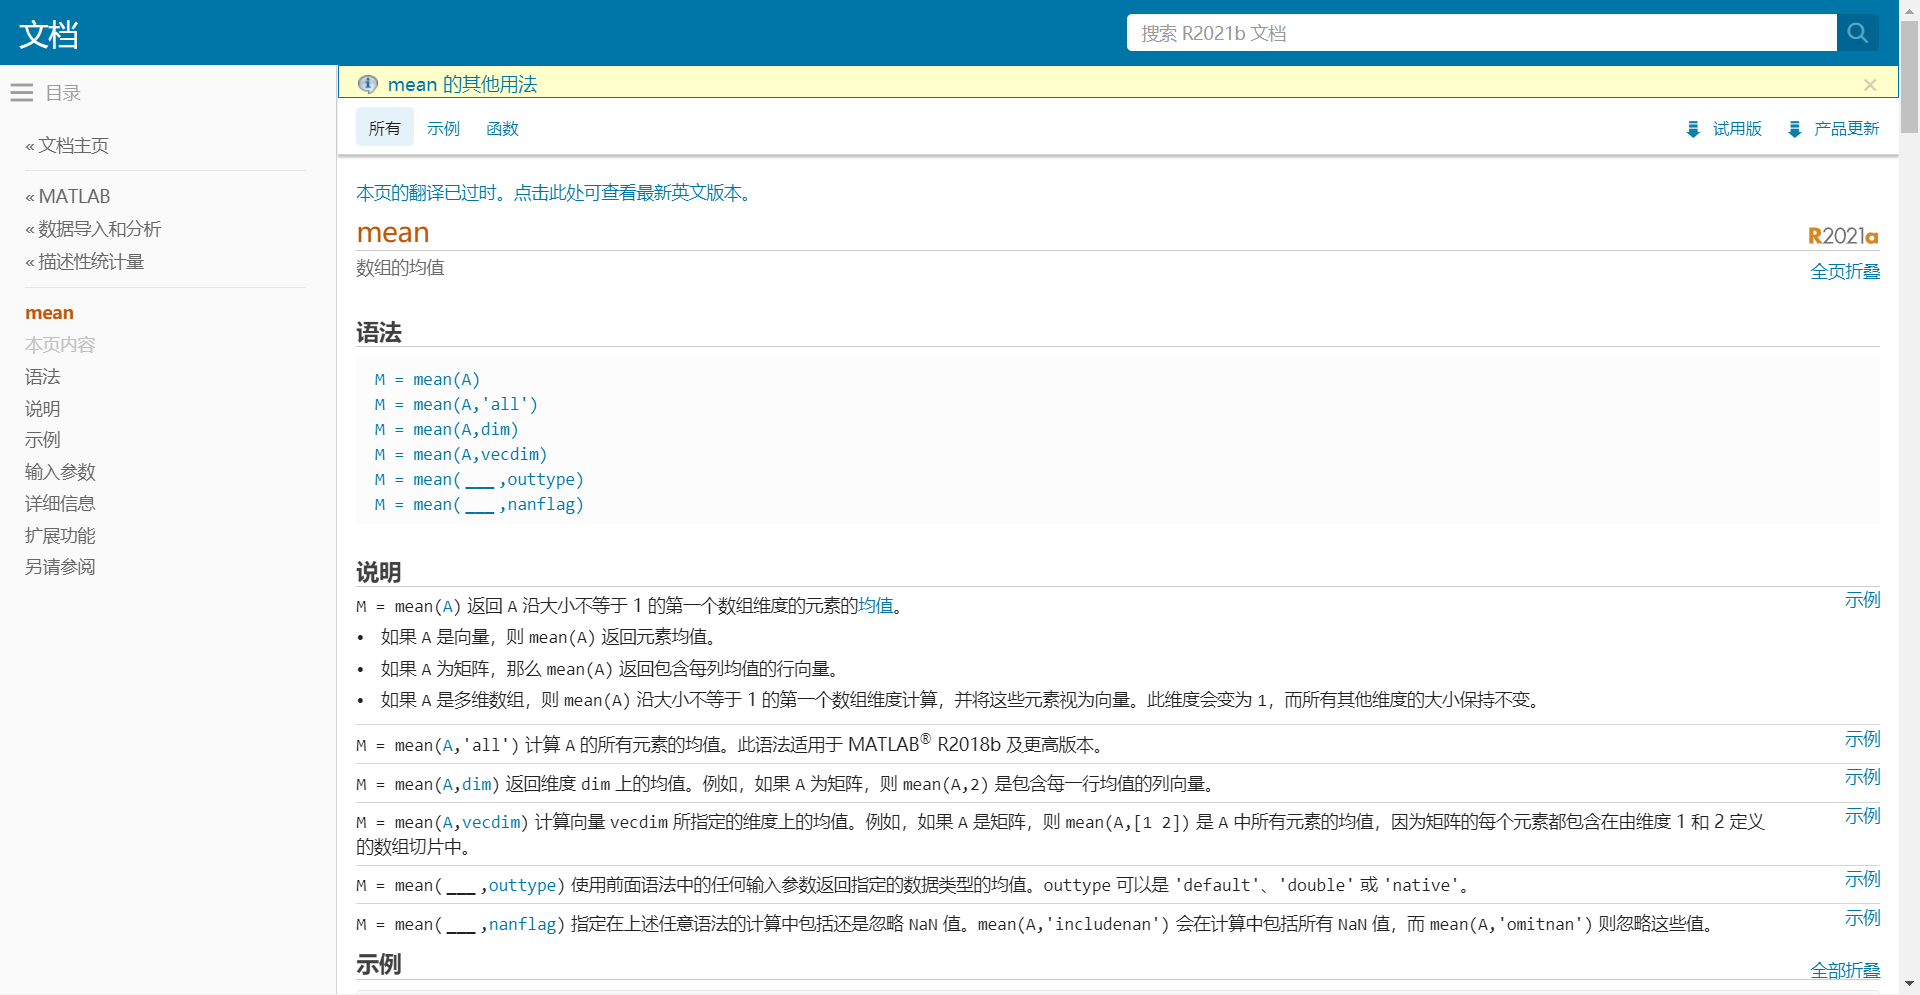 文档
搜索 R2021b 文档
目录
« 文档主页
« MATLAB
« 数据导入和分析
« 描述性统计量
mean
本页内容
语法
说明
示例
输入参数
详细信息
扩展功能
另请参阅
mean 的其他用法
×
所有 示例 函数
试用版 产品更新
本页的翻译已过时。点击此处可查看最新英文版本。
mean
R2021a
数组的均值
全页折叠
语法
M = mean(A)
M = mean(A,'all')
M = mean(A,dim)
M = mean(A,vecdim)
M = mean(___,outtype)
M = mean(___,nanflag)
说明
M = mean(A) 返回 A 沿大小不等于 1 的第一个数组维度的元素的均值。
示例
• 如果 A 是向量，则 mean(A) 返回元素均值。
• 如果 A 为矩阵，那么 mean(A) 返回包含每列均值的行向量。
• 如果 A 是多维数组，则 mean(A) 沿大小不等于 1 的第一个数组维度计算，并将这些元素视为向量。此维度会变为 1，而所有其他维度的大小保持不变。
M = mean(A,'all') 计算 A 的所有元素的均值。此语法适用于 MATLAB® R2018b 及更高版本。
示例
M = mean(A,dim) 返回维度 dim 上的均值。例如，如果 A 为矩阵，则 mean(A,2) 是包含每一行均值的列向量。
示例
M = mean(A,vecdim) 计算向量 vecdim 所指定的维度上的均值。例如，如果 A 是矩阵，则 mean(A,[1 2]) 是 A 中所有元素的均值，因为矩阵的每个元素都包含在由维度 1 和 2 定义
的数组切片中。
示例
M = mean(___,outtype) 使用前面语法中的任何输入参数返回指定的数据类型的均值。outtype 可以是 'default'、'double' 或 'native'。
示例
M = mean(___,nanflag) 指定在上述任意语法的计算中包括还是忽略 NaN 值。mean(A,'includenan') 会在计算中包括所有 NaN 值，而 mean(A,'omitnan') 则忽略这些值。
示例
示例
全部折叠